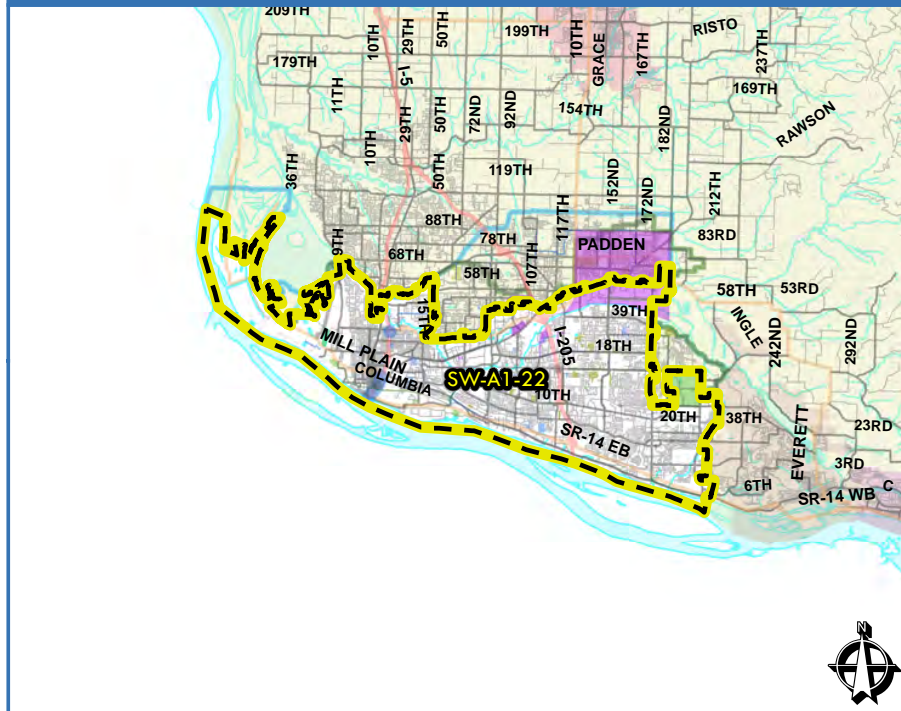 209TH
10TH
29TH
50TH
199TH
10TH
GRACE
167TH
RISTO
237TH
179TH
I-5
11TH
72ND
92ND
154TH
182ND
169TH
RAWSON
10TH
29TH
50TH
36TH
50TH
119TH
152ND
172ND
212TH
117TH
88TH
9TH
68TH
78TH
58TH
107TH
PADDEN
83RD
58TH
53RD
15TH
39TH
INGLE
242ND
292ND
MILL PLAIN
COLUMBIA
I-205
18TH
SW-A1-22
10TH
20TH
38TH
EVERETT
23RD
SR-14 EB
3RD
6TH
SR-14 WB
C
N